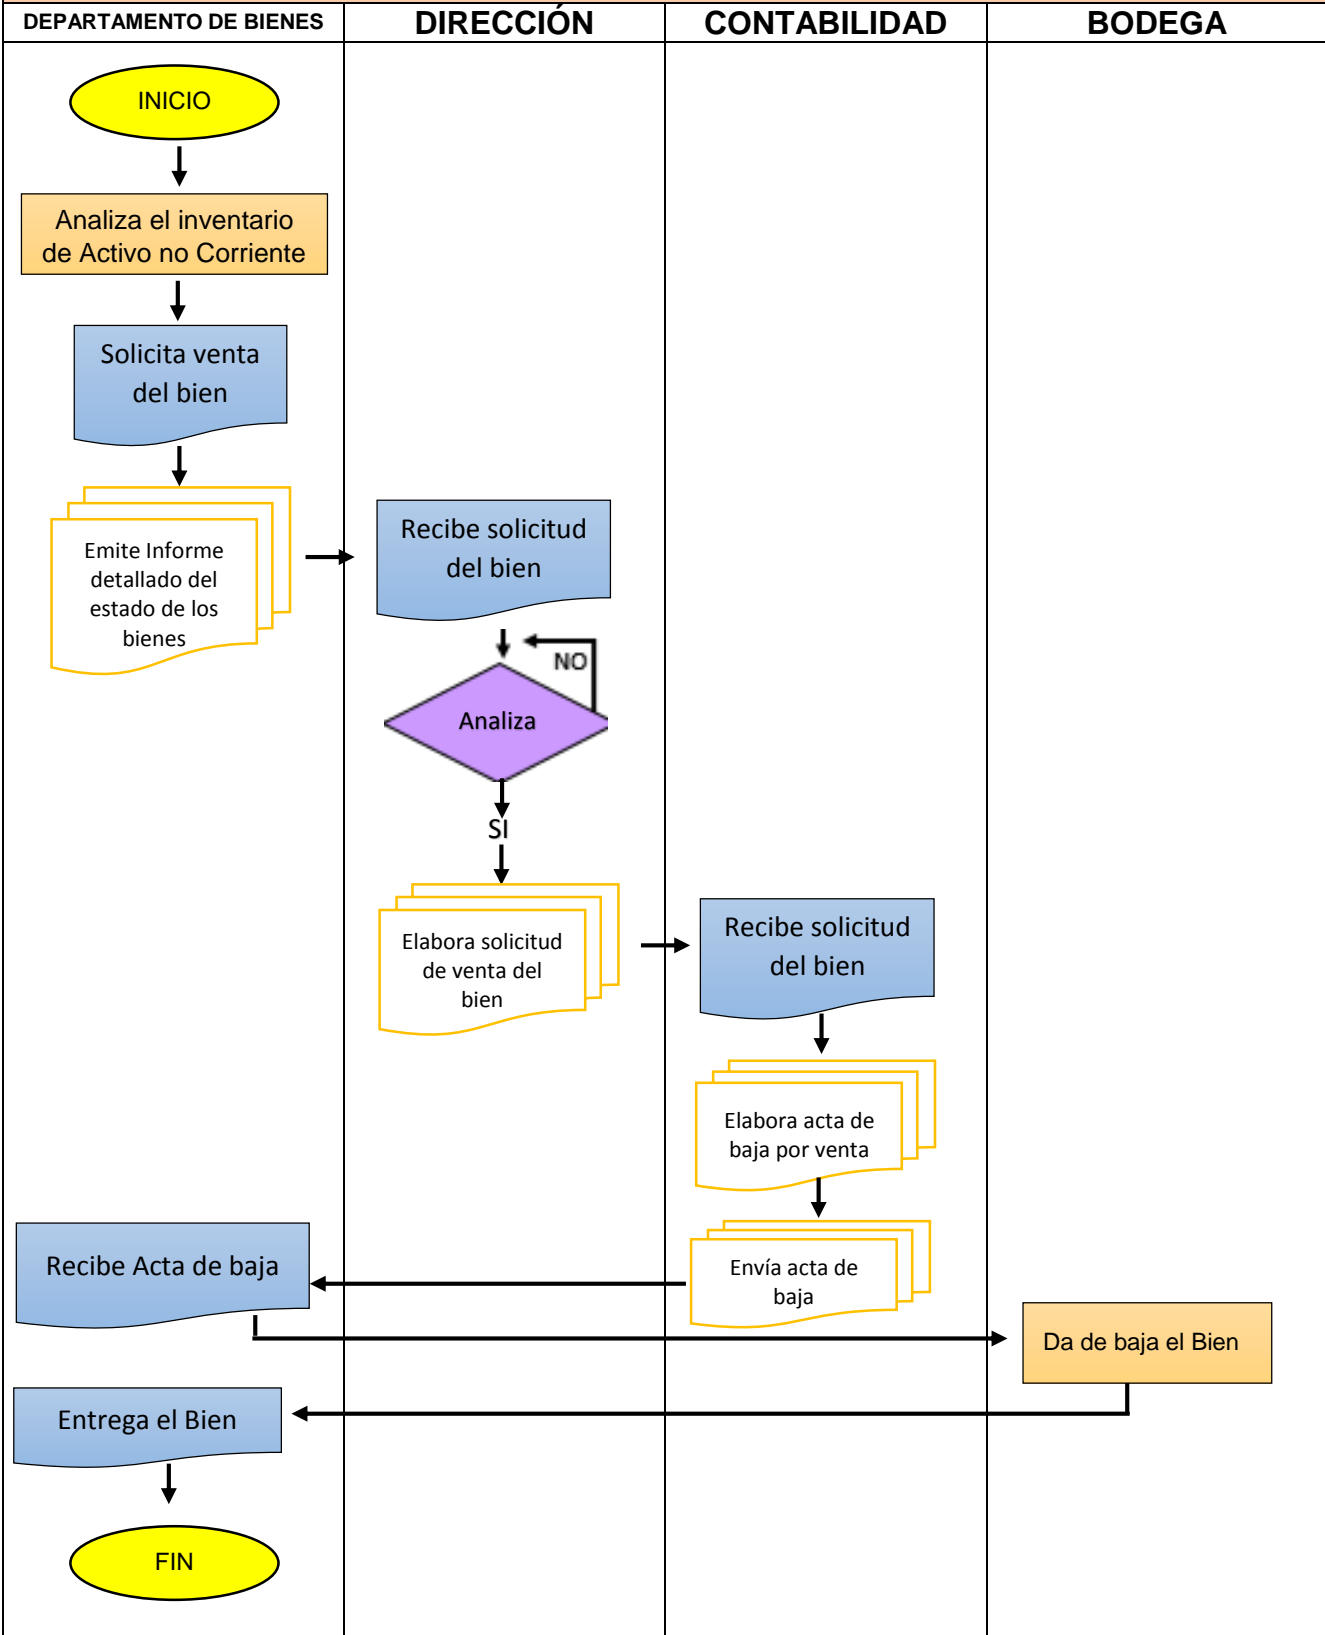 DEPARTAMENTO DE BIENES
DIRECCIÓN
CONTABILIDAD
BODEGA
INICIO
Analiza el inventario
de Activo no Corriente
Solicita venta
del bien
Emite Informe
detallado del
estado de los
bienes
Recibe solicitud
del bien
NO
Analiza
SI
Elabora solicitud
de venta del
bien
Recibe solicitud
del bien
Elabora acta de
baja por venta
Envía acta de
baja
Recibe Acta de baja
Da de baja el Bien
Entrega el Bien
FIN